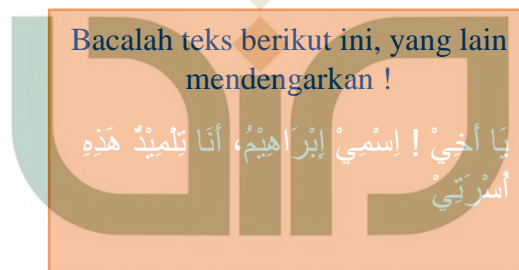 Bacalah teks berikut ini, yang lain
mendengarkan !
يَا أَخِيْ ! اِسْمِيْ إِبْرَاهِيْمُ، أَنَا تِلْمِيْدٌ هَذِهِ
أُسْرَتِيْ